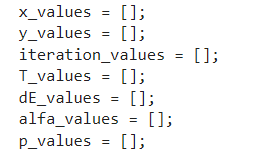 x_values = [];
y_values = [];
iteration_values = [];
T_values = [];
dE_values = [];
alfa_values = [];
p_values = [];